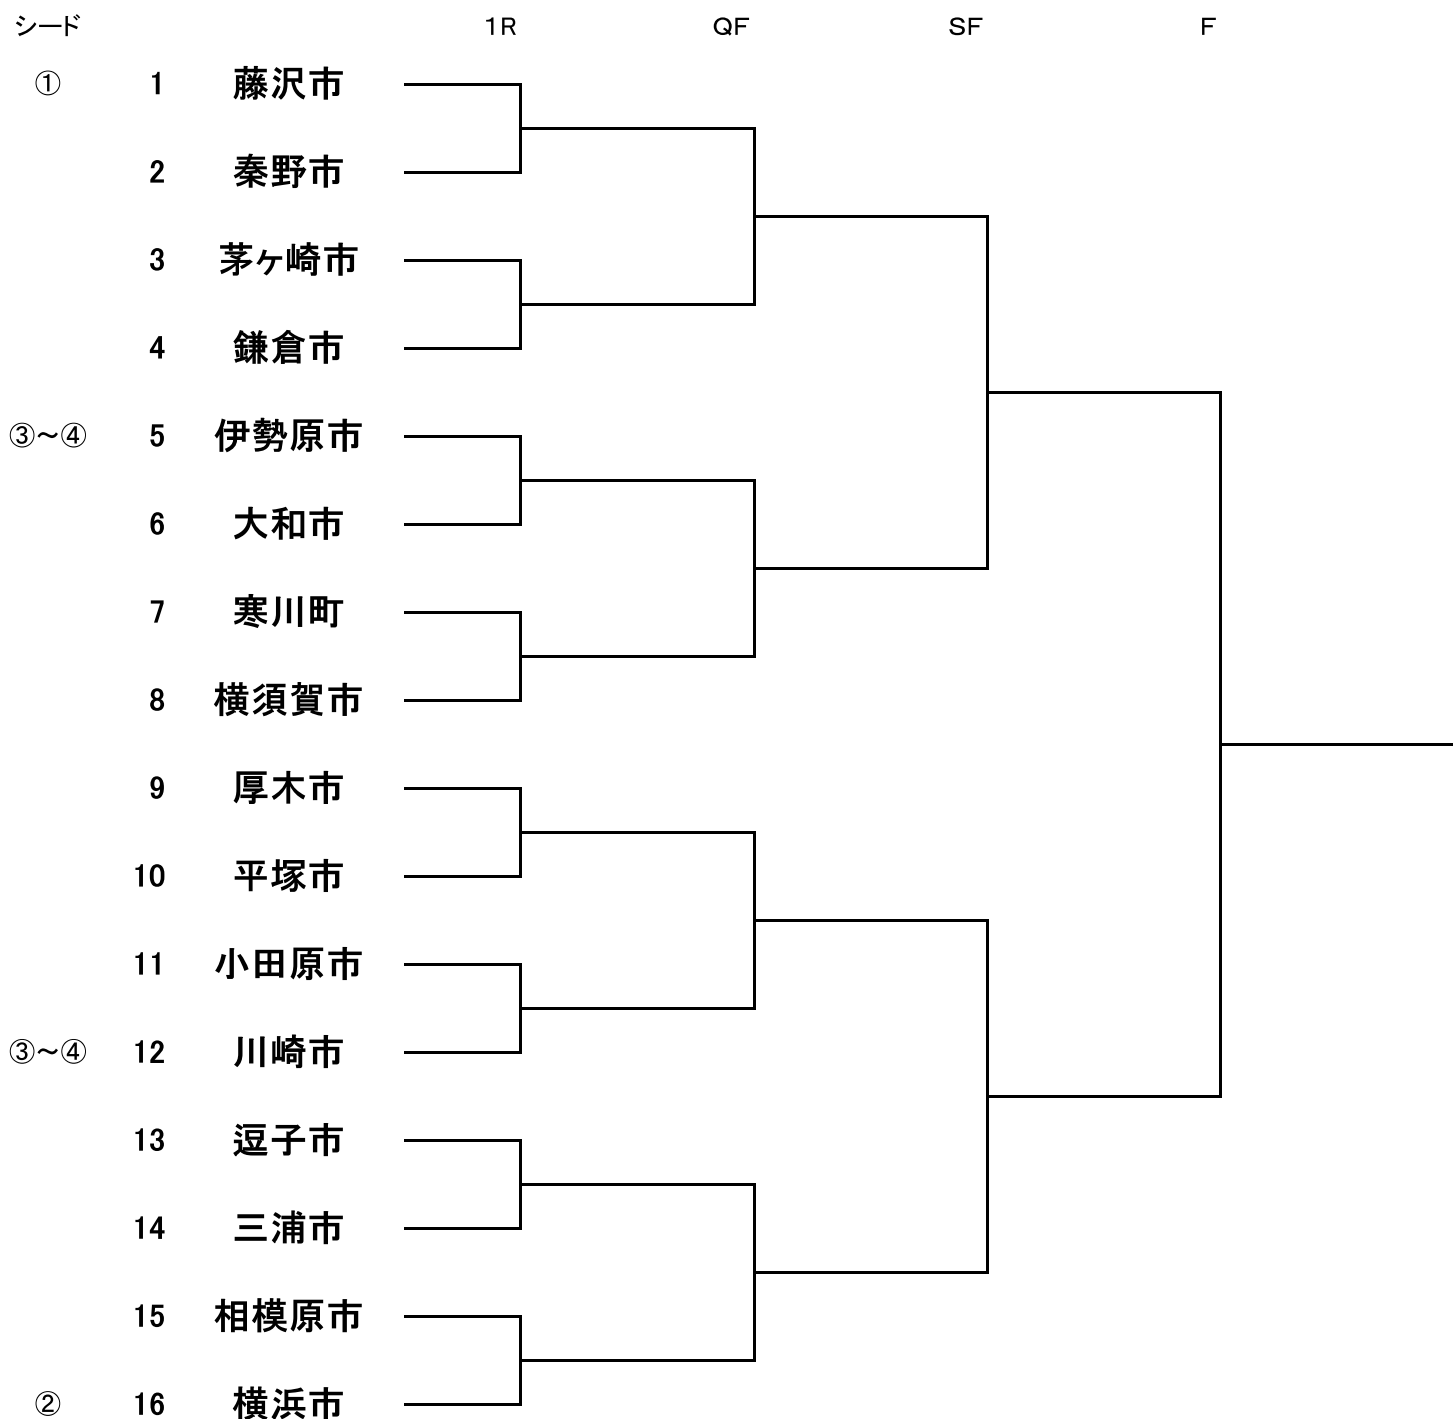 シード 1R QF SF F
① 1 藤沢市
2 秦野市
3 茅ヶ崎市
4 鎌倉市
③～④ 5 伊勢原市
6 大和市
7 寒川町
8 横須賀市
9 厚木市
10 平塚市
11 小田原市
③～④ 12 川崎市
13 逗子市
14 三浦市
15 相模原市
② 16 横浜市